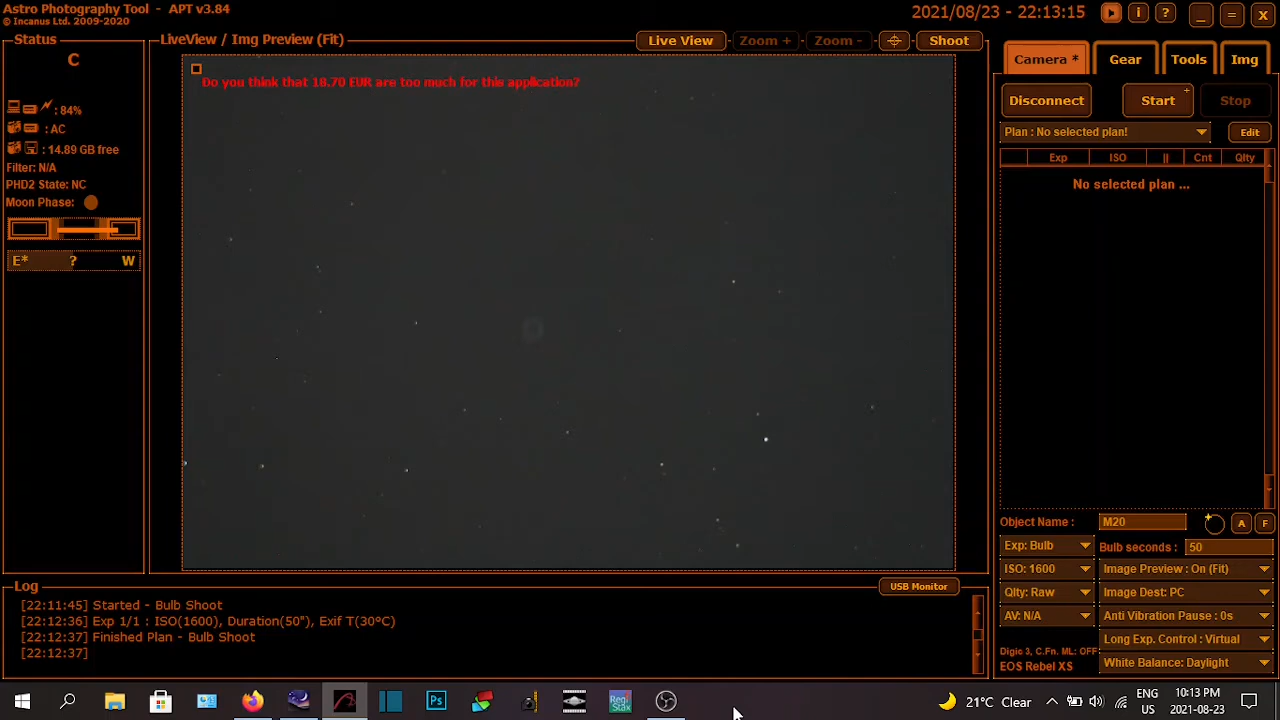 Astro Photography Tool - APT v3.84
© Incanus Ltd. 2009-2020
2021/08/23 - 22:13:15
i
?
X
Status
C
: 84%
: AC
: 14.89 GB free
Filter: N/A
PHD2 State: NC
Moon Phase:
E* ? W
LiveView / Img Preview (Fit)
Live View
Zoom +
Zoom -
Shoot
Do you think that 18.70 EUR are too much for this application?
Camera *
Gear
Tools
Img
Disconnect
Start +
Stop
Plan : No selected plan!
Edit
Exp ISO || Cnt Qlty
No selected plan ...
Object Name : M20
A
F
Exp: Bulb
Bulb seconds : 50
ISO: 1600
Image Preview : On (Fit)
Qlty: Raw
Image Dest: PC
AV: N/A
Anti Vibration Pause : 0s
Long Exp. Control : Virtual
Digic 3, C.Fn. ML: OFF
EOS Rebel XS
White Balance: Daylight
Log
USB Monitor
[22:11:45] Started - Bulb Shoot
[22:12:36] Exp 1/1 : ISO(1600), Duration(50"), Exif T(30°C)
[22:12:37] Finished Plan - Bulb Shoot
[22:12:37]
Ps
Regi
Stax
21°C Clear
ENG
US
10:13 PM
2021-08-23